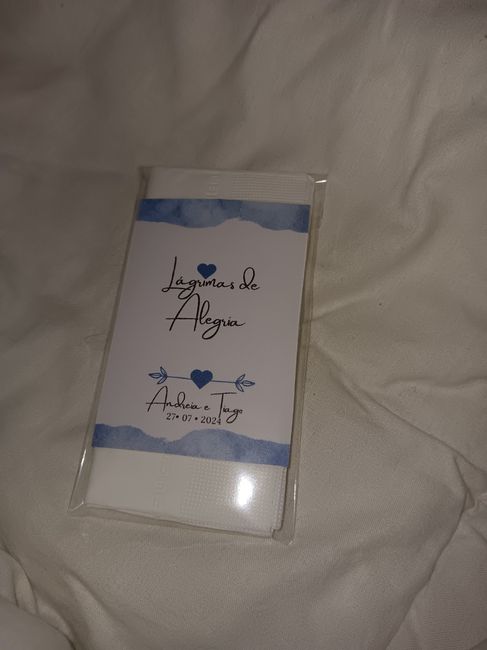 Lágrimas de
Alegria
Andreia e Tiago
27• 07 • 2024